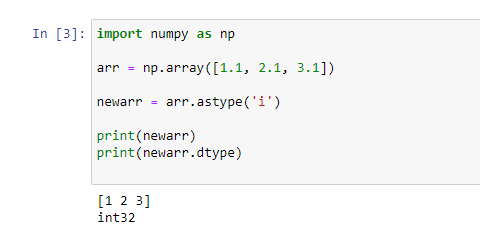 In [3]: import numpy as np
arr = np.array([1.1, 2.1, 3.1])
newarr = arr.astype('i')
print(newarr)
print(newarr.dtype)
[1 2 3]
int32